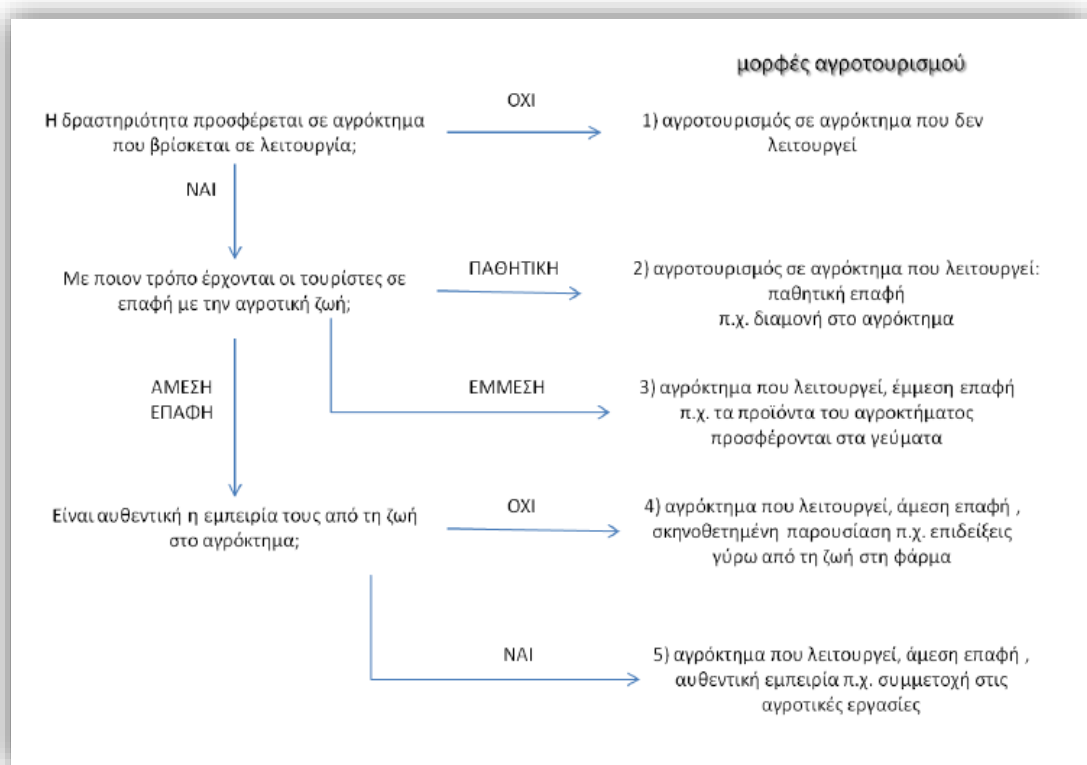 μορφές αγροτουρισμού
Η δραστηριότητα προσφέρεται σε αγρόκτημα
που βρίσκεται σε λειτουργία;
ΟΧΙ
1) αγροτουρισμός σε αγρόκτημα που δεν
λειτουργεί
ΝΑΙ
Με ποιον τρόπο έρχονται οι τουρίστες σε
επαφή με την αγροτική ζωή;
ΠΑΘΗΤΙΚΗ
2) αγροτουρισμός σε αγρόκτημα που λειτουργεί:
παθητική επαφή
π.χ. διαμονή στο αγρόκτημα
ΑΜΕΣΗ
ΕΠΑΦΗ
ΕΜΜΕΣΗ
3) αγρόκτημα που λειτουργεί, έμμεση επαφή
π.χ. τα προϊόντα του αγροκτήματος
προσφέρονται στα γεύματα
Είναι αυθεντική η εμπειρία τους από τη ζωή
στο αγρόκτημα;
ΟΧΙ
4) αγρόκτημα που λειτουργεί, άμεση επαφή ,
σκηνοθετημένη παρουσίαση π.χ. επιδείξεις
γύρω από τη ζωή στη φάρμα
ΝΑΙ
5) αγρόκτημα που λειτουργεί, άμεση επαφή ,
αυθεντική εμπειρία π.χ. συμμετοχή στις
αγροτικές εργασίες